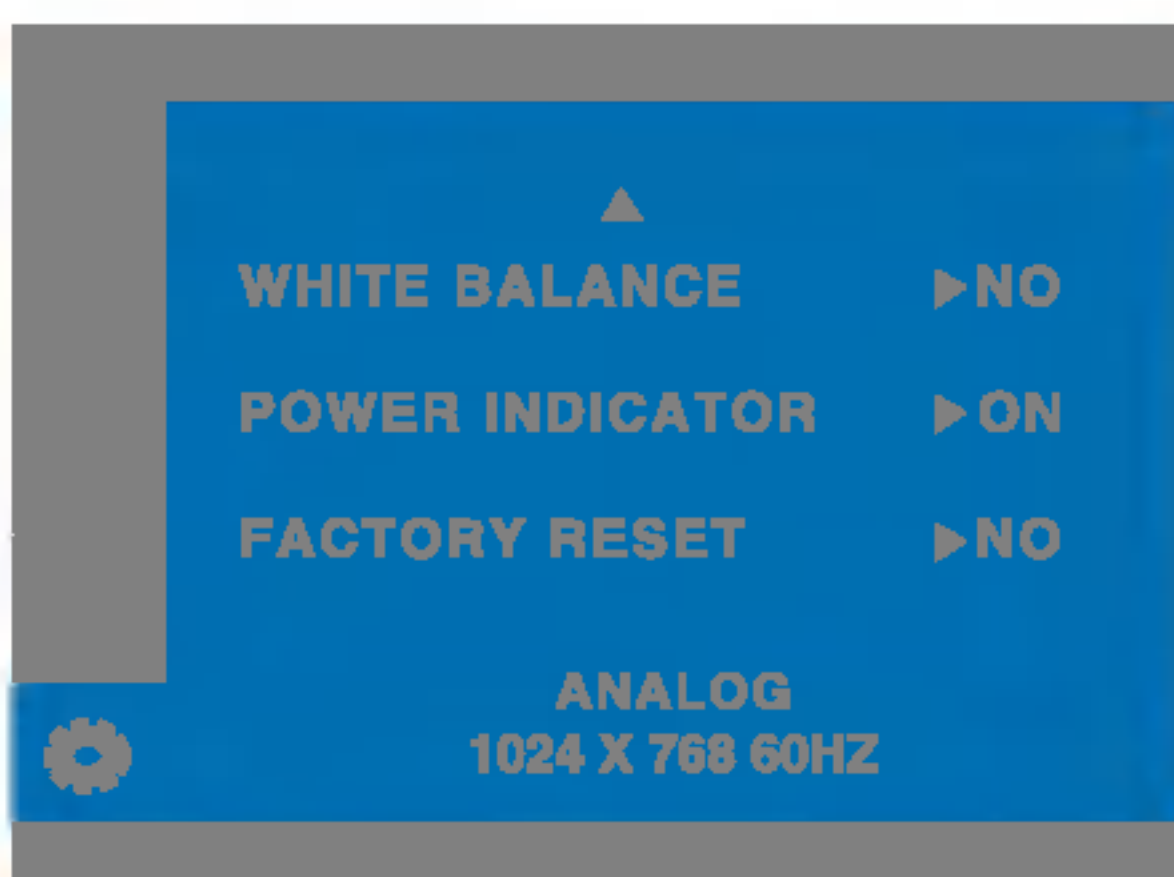 WHITE BALANCE ▶NO
POWER INDICATOR ▶ON
FACTORY RESET ▶NO
ANALOG
1024 X 768 60HZ